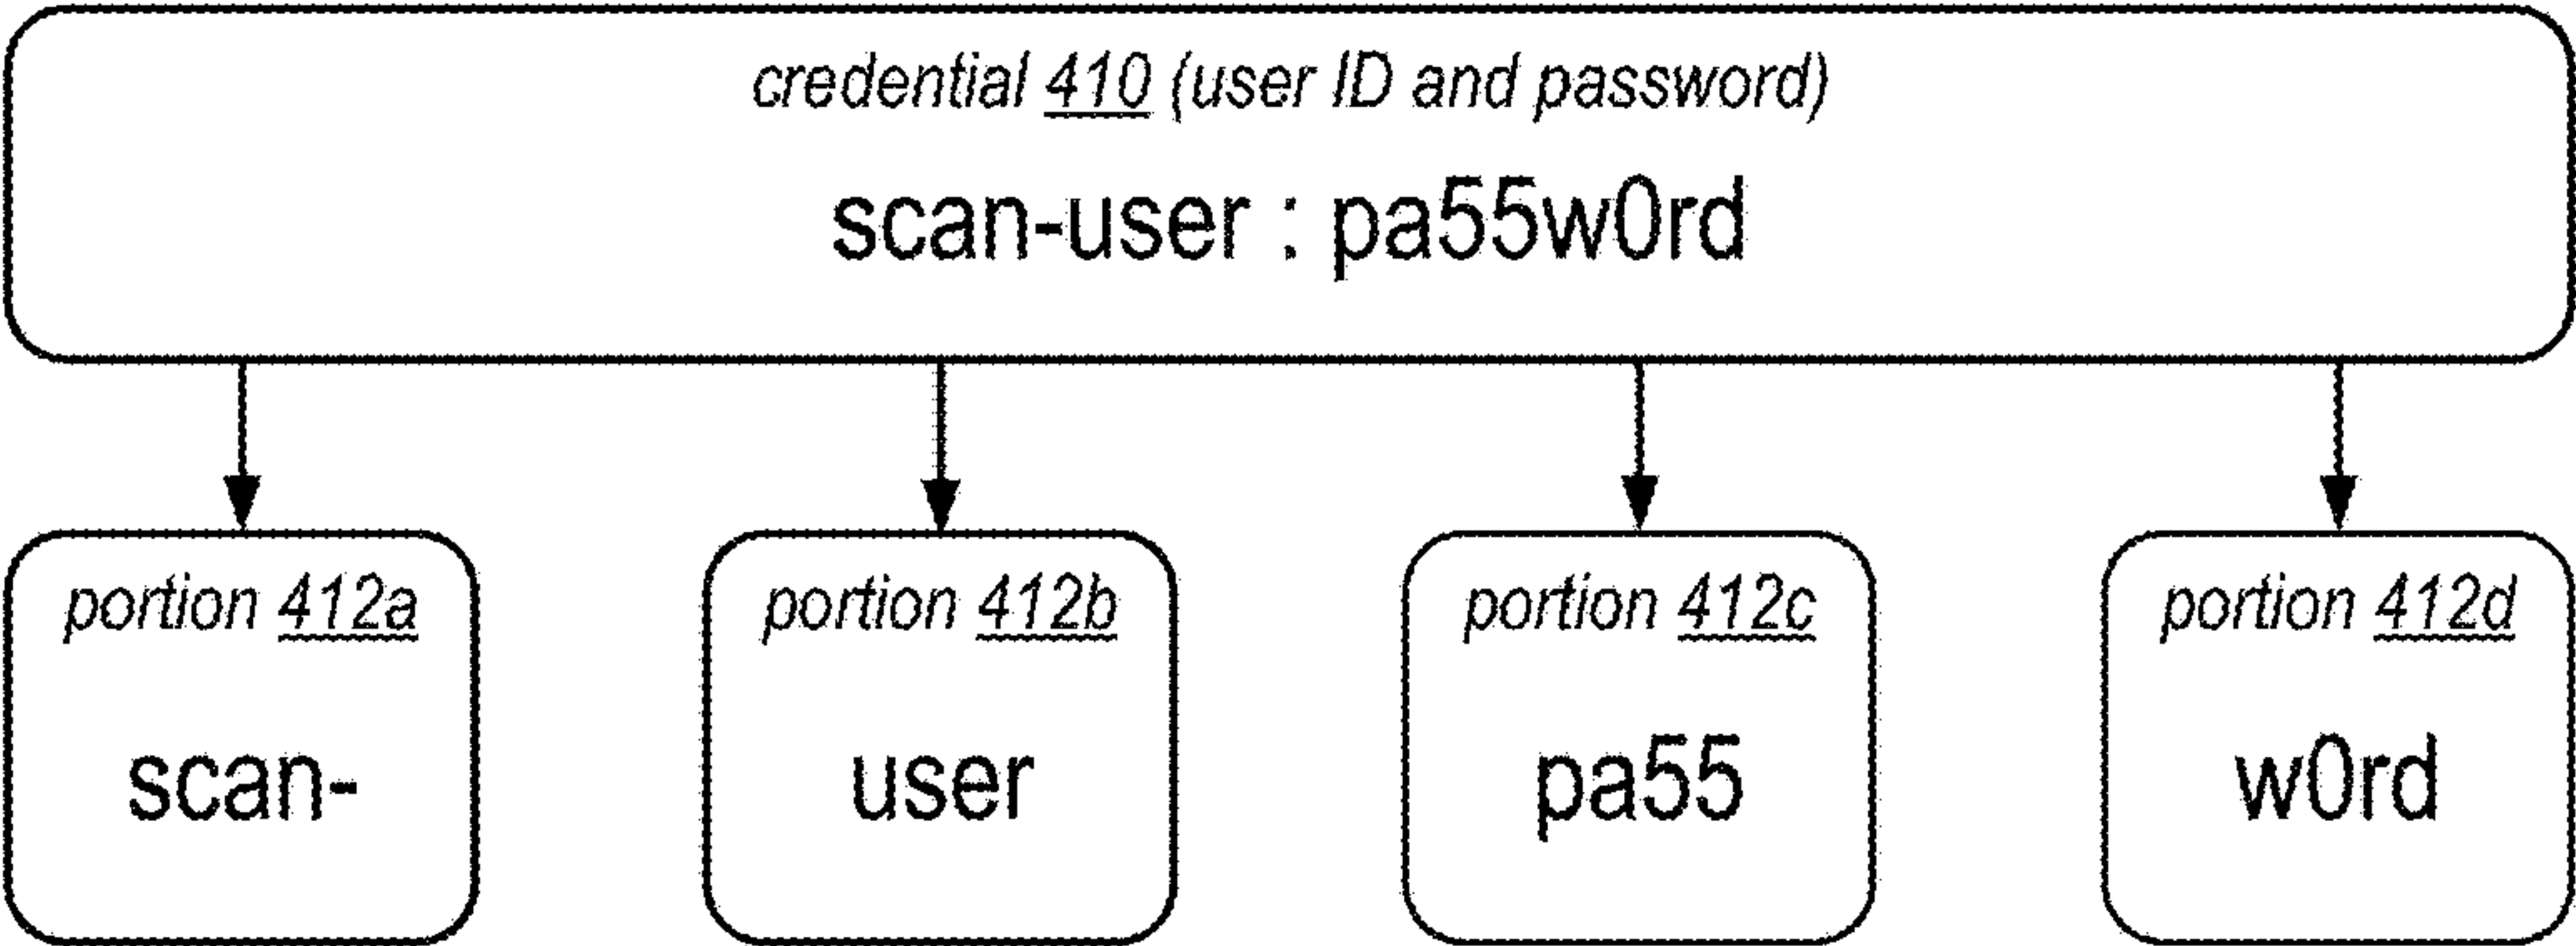 credential 410 (user ID and password)
scan-user : pa55w0rd
portion 412a
scan-
portion 412b
user
portion 412c
pa55
portion 412d
w0rd